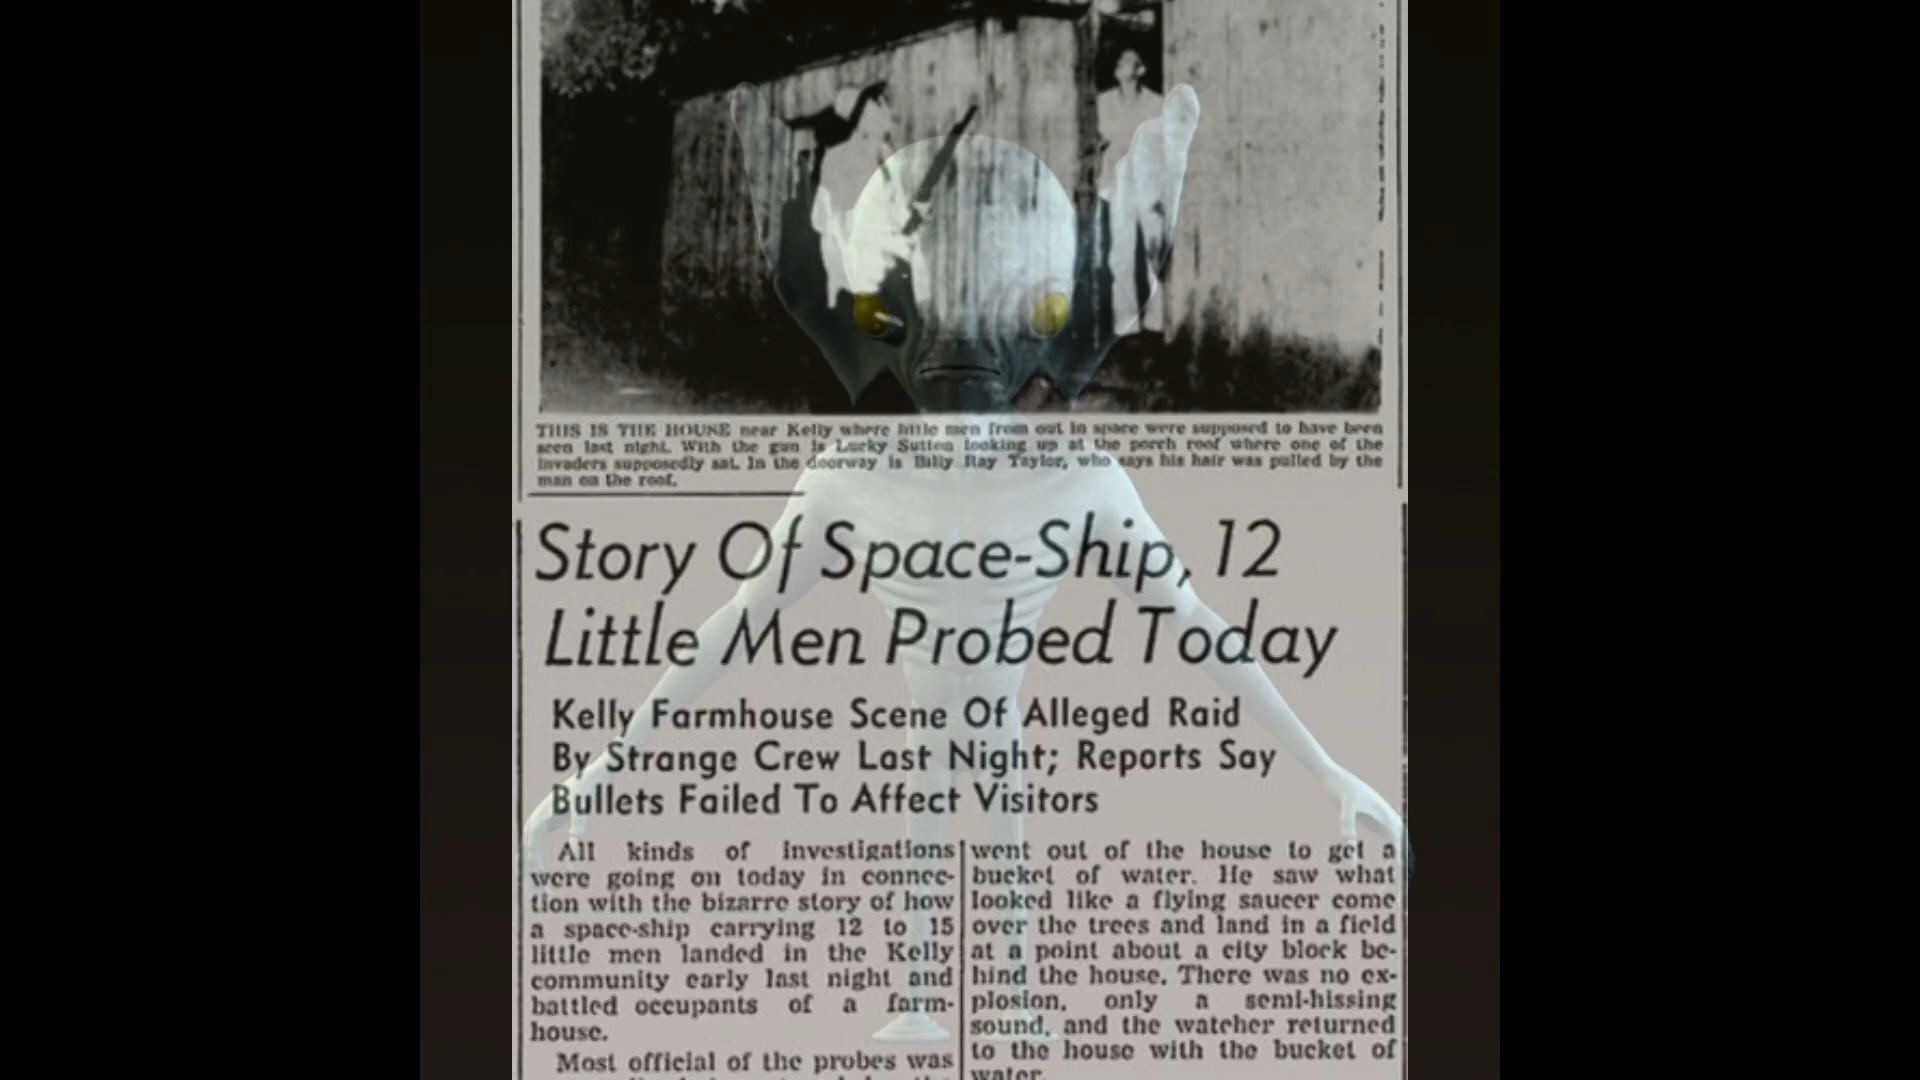 THIS IS THE HOUSE near Kelly where little men from out in space were supposed to have been
seen last night. With the gun is Lucky Sutton looking up at the porch roof where one of the
invaders supposedly sat. In the doorway is Billy Ray Taylor, who says his hair was pulled by the
man on the roof.
Story Of Space-Ship, 12
Little Men Probed Today
Kelly Farmhouse Scene Of Alleged Raid
By Strange Crew Last Night; Reports Say
Bullets Failed To Affect Visitors
All kinds of investigations
were going on today in connec-
tion with the bizarre story of how
a space-ship carrying 12 to 15
little men landed in the Kelly
community early last night and
battled occupants of a farm-
house.
Most official of the probes was
went out of the house to get a
bucket of water. He saw what
looked like a flying saucer come
over the trees and land in a field
at a point about a city block be-
hind the house. There was no ex-
plosion, only a semi-hissing
sound, and the watcher returned
to the house with the bucket of
water.